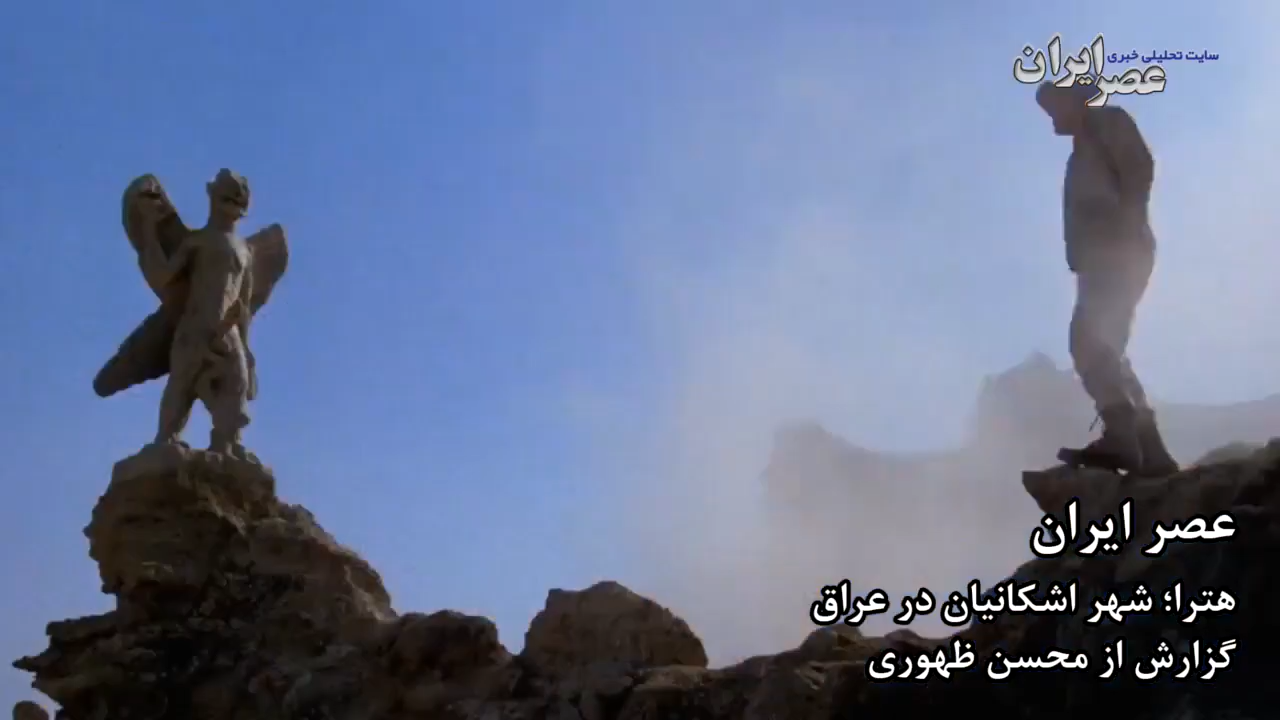 سایت تحلیلی خبری
عصر ایران
عصر ایران
هترا؛ شهر اشکانیان در عراق
گزارش از محسن ظهوری